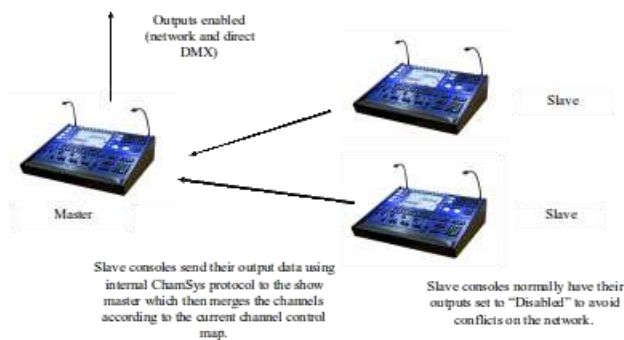 Outputs enabled
(network and direct
DMX)
Slave
Master
Slave
Slave consoles send their output data using
internal ChamSys protocol to the show
master which then merges the channels
according to the current channel control
map.
Slave consoles normally have their
outputs set to “Disabled” to avoid
conflicts on the network.